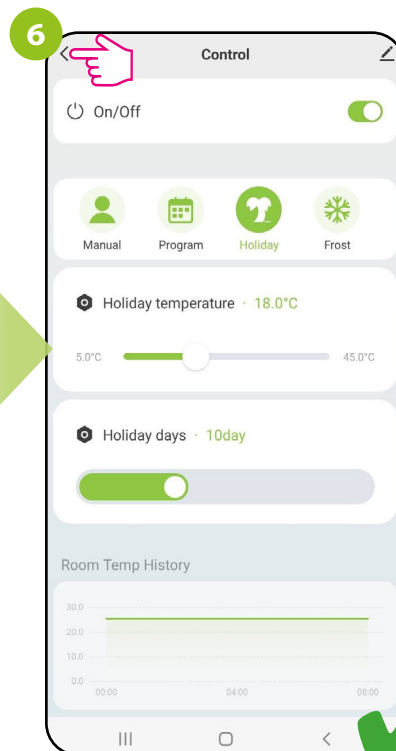 6
Control
On/Off
Manual Program Holiday Frost
Holiday temperature · 18.0°C
5.0°C 45.0°C
Holiday days · 10day
Room Temp History
30.0
20.0
10.0
0.0
00:00 04:00 08:00